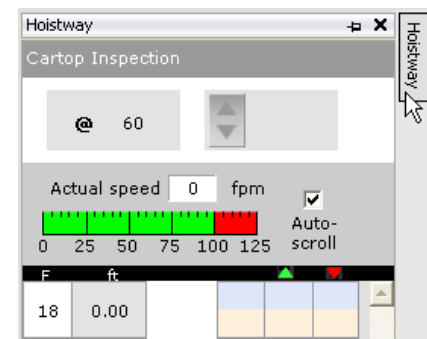 Hoistway
Hoistway
Cartop Inspection
@ 60
Actual speed 0 fpm
Auto-
scroll
0 25 50 75 100 125
F ft
18 0.00